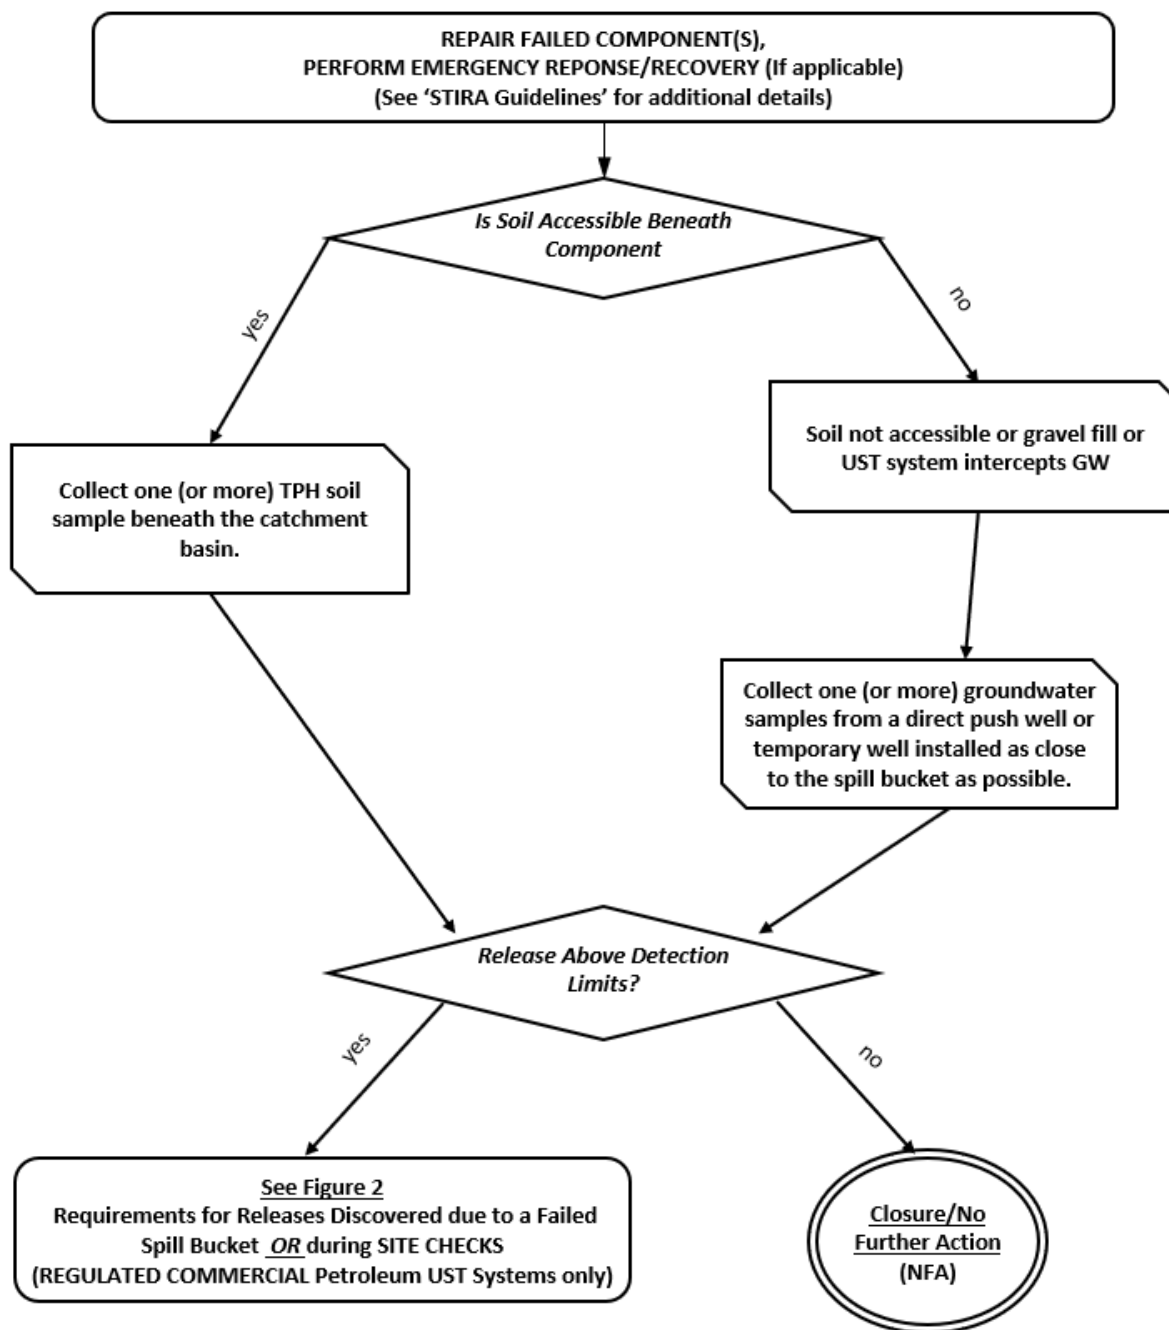 REPAIR FAILED COMPONENT(S),
PERFORM EMERGENCY REPONSE/RECOVERY (If applicable)
(See ‘STIRA Guidelines’ for additional details)
Is Soil Accessible Beneath
Component
yes
no
Soil not accessible or gravel fill or
UST system intercepts GW
Collect one (or more) TPH soil
sample beneath the catchment
basin.
Collect one (or more) groundwater
samples from a direct push well or
temporary well installed as close
to the spill bucket as possible.
Release Above Detection
Limits?
yes
no
See Figure 2
Requirements for Releases Discovered due to a Failed
Spill Bucket OR during SITE CHECKS
(REGULATED COMMERCIAL Petroleum UST Systems only)
Closure/No
Further Action
(NFA)